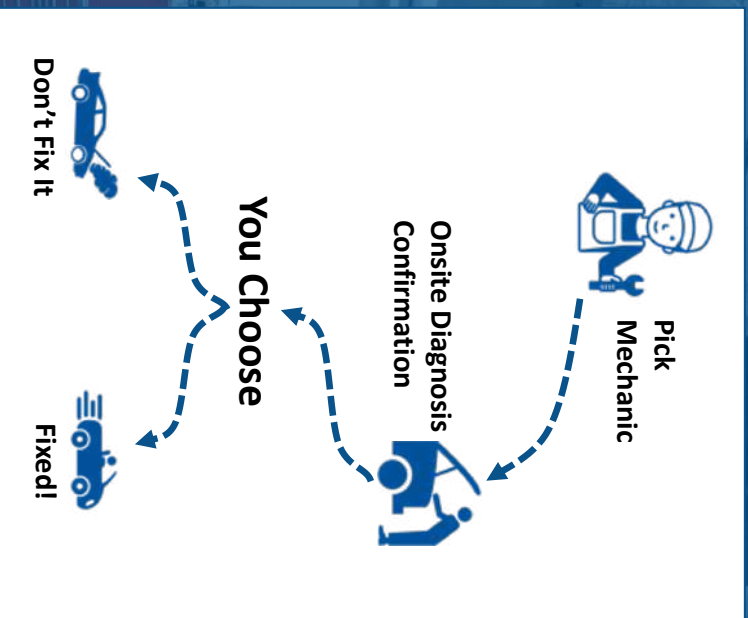 Pick
Mechanic
Onsite Diagnosis
Confirmation
You Choose
Don't Fix It
Fixed!